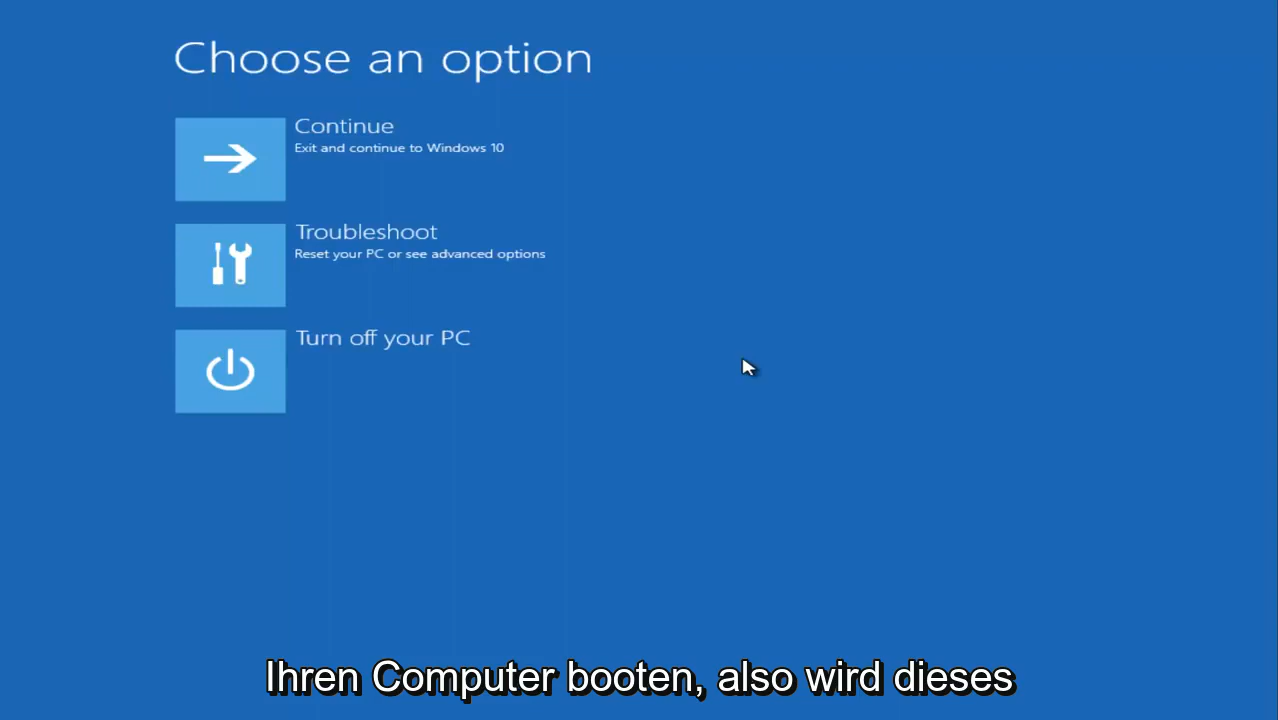 Choose an option
Continue
Exit and continue to Windows 10
Troubleshoot
Reset your PC or see advanced options
Turn off your PC
Ihren Computer booten, also wird dieses